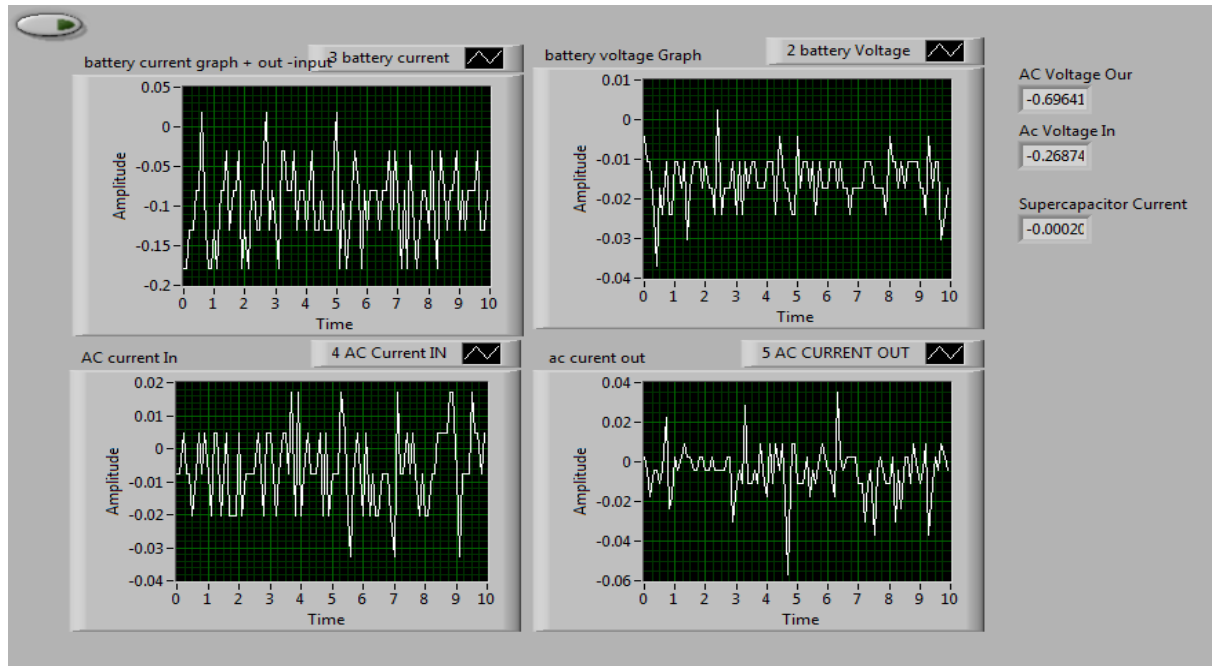 battery current graph + out -input
3 battery current
0.05
0
-0.05
-0.1
-0.15
-0.2
Amplitude
0 1 2 3 4 5 6 7 8 9 10
Time
battery voltage Graph
2 battery Voltage
0.01
0
-0.01
-0.02
-0.03
-0.04
Amplitude
0 1 2 3 4 5 6 7 8 9 10
Time
AC Voltage Our
-0.69641
Ac Voltage In
-0.26874
Supercapacitor Current
-0.00020
AC current In
4 AC Current IN
0.02
0.01
0
-0.01
-0.02
-0.03
-0.04
Amplitude
0 1 2 3 4 5 6 7 8 9 10
Time
ac curent out
5 AC CURRENT OUT
0.04
0.02
0
-0.02
-0.04
-0.06
Amplitude
0 1 2 3 4 5 6 7 8 9 10
Time